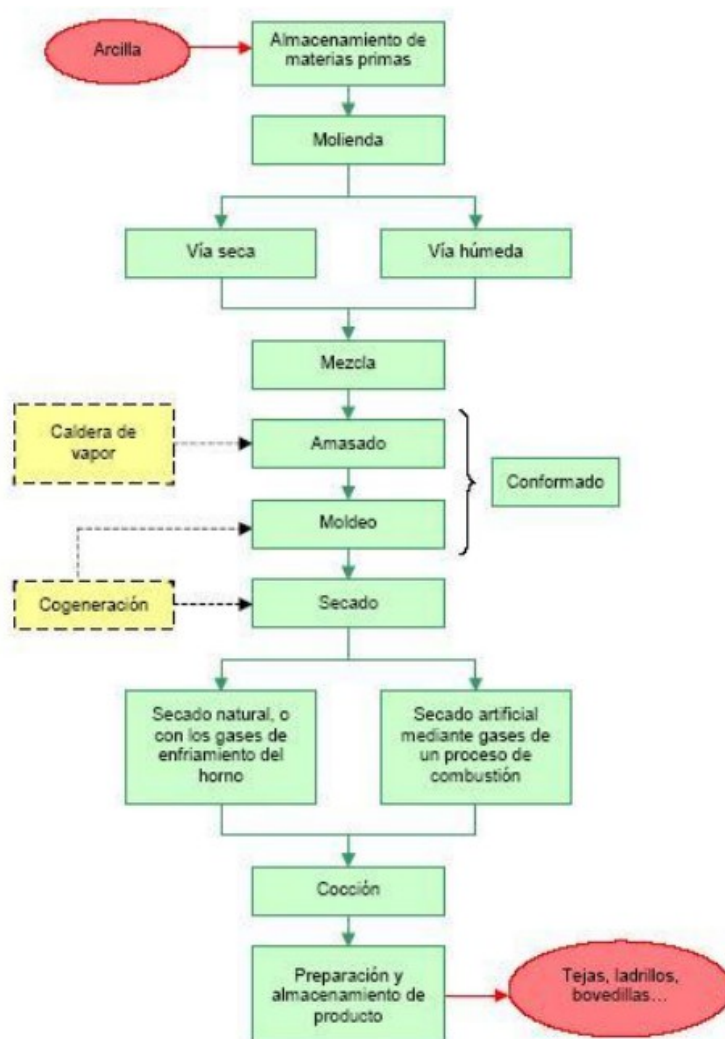 Arcilla
Almacenamiento de
materias primas
Molienda
Vía seca
Vía húmeda
Mezcla
Caldera de
vapor
Amasado
Conformado
Moldeo
Cogeneración
Secado
Secado natural, o
con los gases de
enfriamiento del
horno
Secado artificial
mediante gases de
un proceso de
combustión
Cocción
Preparación y
almacenamiento de
producto
Tejas, ladrillos,
bovedillas...